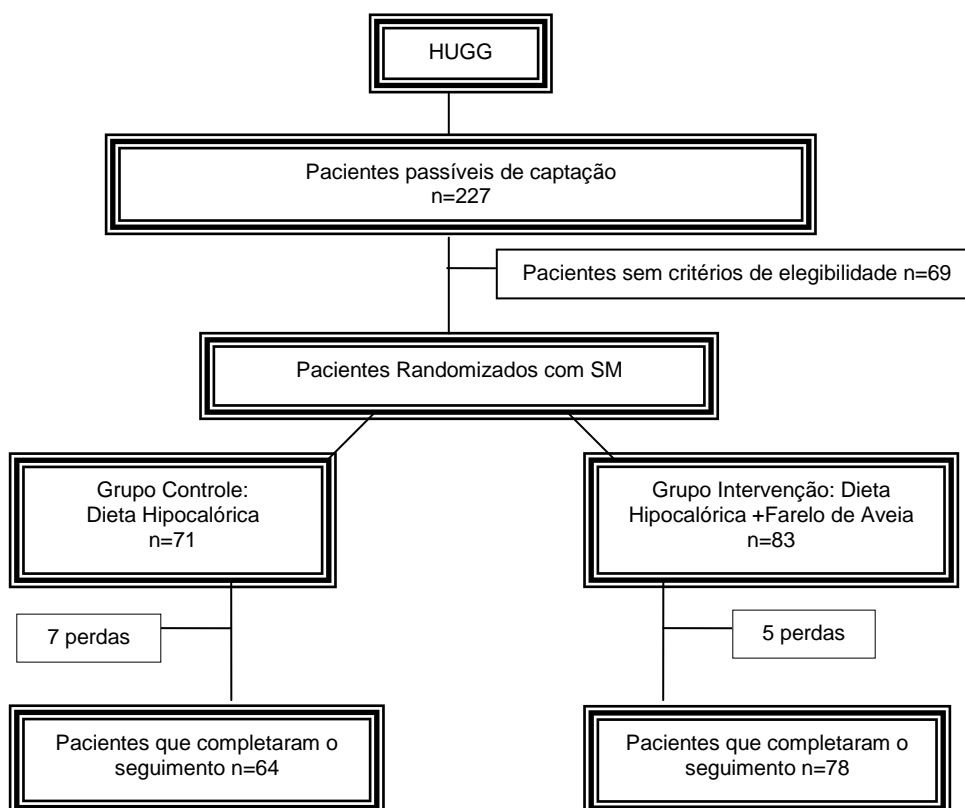 HUGG
Pacientes passíveis de captação
n=227
Pacientes sem critérios de elegibilidade n=69
Pacientes Randomizados com SM
Grupo Controle:
Dieta Hipocalórica
n=71
Grupo Intervenção: Dieta
Hipocalórica +Farelo de Aveia
n=83
7 perdas
5 perdas
Pacientes que completaram o
seguimento n=64
Pacientes que completaram o
seguimento n=78